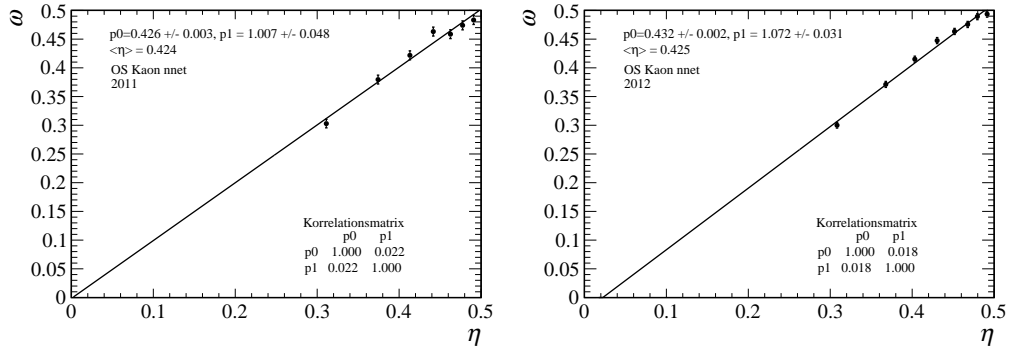 ω
0.5
0.45
0.4
0.35
0.3
0.25
0.2
0.15
0.1
0.05
0
p0=0.426 +/- 0.003, p1 = 1.007 +/- 0.048
<η> = 0.424
OS Kaon nnet
2011
Korrelationsmatrix
p0 p1
p0 1.000 0.022
p1 0.022 1.000
0 0.1 0.2 0.3 0.4 0.5
η
ω
0.5
0.45
0.4
0.35
0.3
0.25
0.2
0.15
0.1
0.05
0
p0=0.432 +/- 0.002, p1 = 1.072 +/- 0.031
<η> = 0.425
OS Kaon nnet
2012
Korrelationsmatrix
p0 p1
p0 1.000 0.018
p1 0.018 1.000
0 0.1 0.2 0.3 0.4 0.5
η